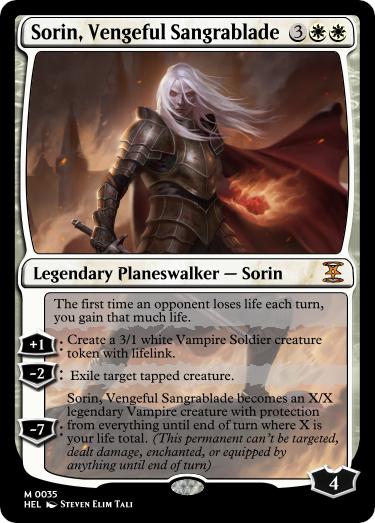 Sorin, Vengeful Sangrablade 3
Legendary Planeswalker — Sorin
The first time an opponent loses life each turn,
you gain that much life.
+1: Create a 3/1 white Vampire Soldier creature
token with lifelink.
-2: Exile target tapped creature.
Sorin, Vengeful Sangrablade becomes an X/X
legendary Vampire creature with protection
-7: from everything until end of turn where X is
your life total. (This permanent can't be targeted,
dealt damage, enchanted, or equipped by
anything until end of turn)
4
M 0035
HEL Steven Elim Tali